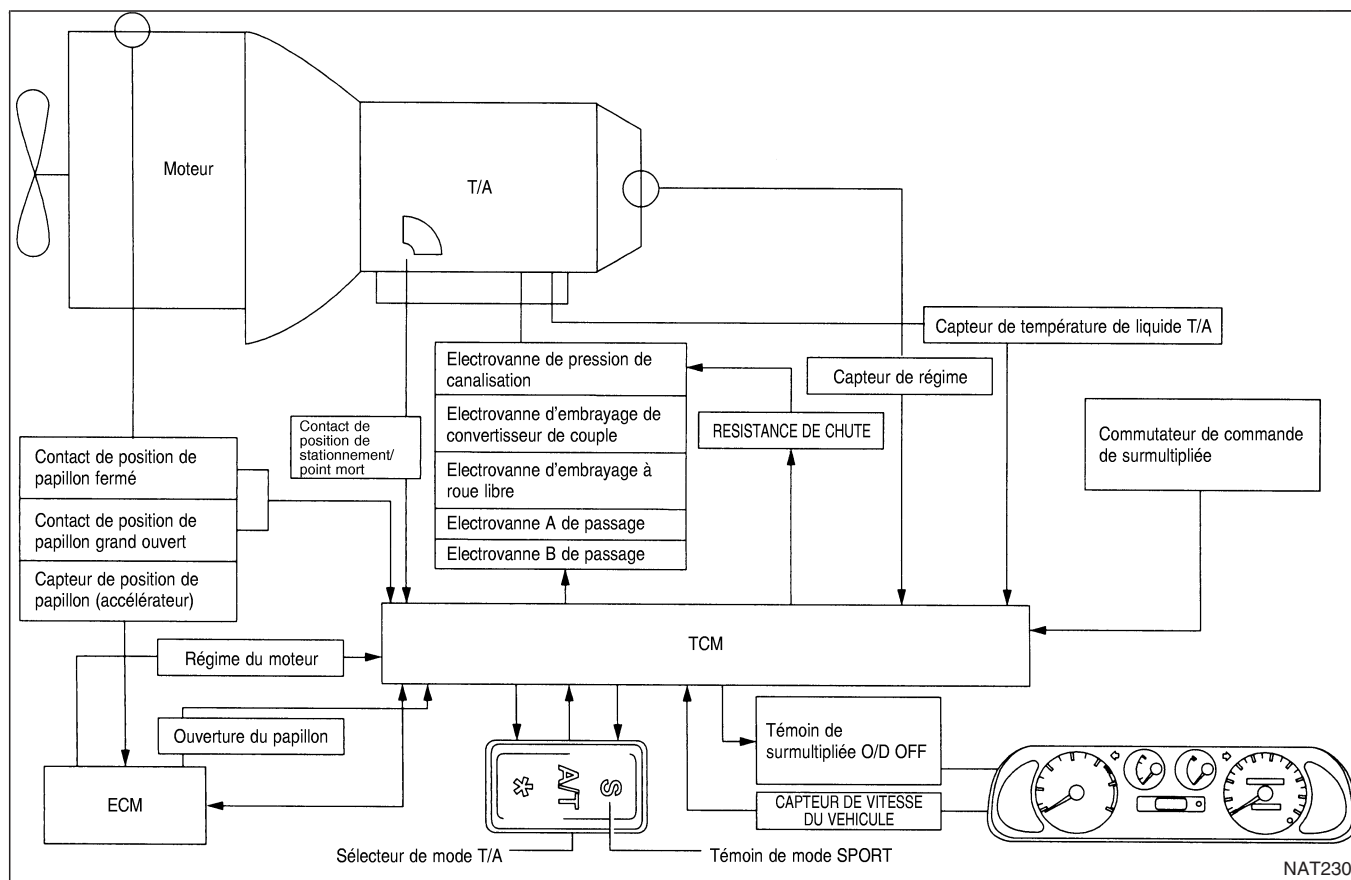 Moteur
T/A
Capteur de température de liquide T/A
Electrovanne de pression de
canalisation
Capteur de régime
Electrovanne d'embrayage de
convertisseur de couple
RESISTANCE DE CHUTE
Contact de
position de
stationnement/
point mort
Commutateur de commande
de surmultipliée
Contact de position de
papillon fermé
Electrovanne d'embrayage à
roue libre
Contact de position de
papillon grand ouvert
Electrovanne A de passage
Electrovanne B de passage
Capteur de position de
papillon (accélérateur)
TCM
Régime du moteur
Ouverture du papillon
Témoin de
surmultipliée O/D OFF
ECM
* A/T S
CAPTEUR DE VITESSE
DU VEHICULE
Sélecteur de mode T/A
Témoin de mode SPORT
NAT230